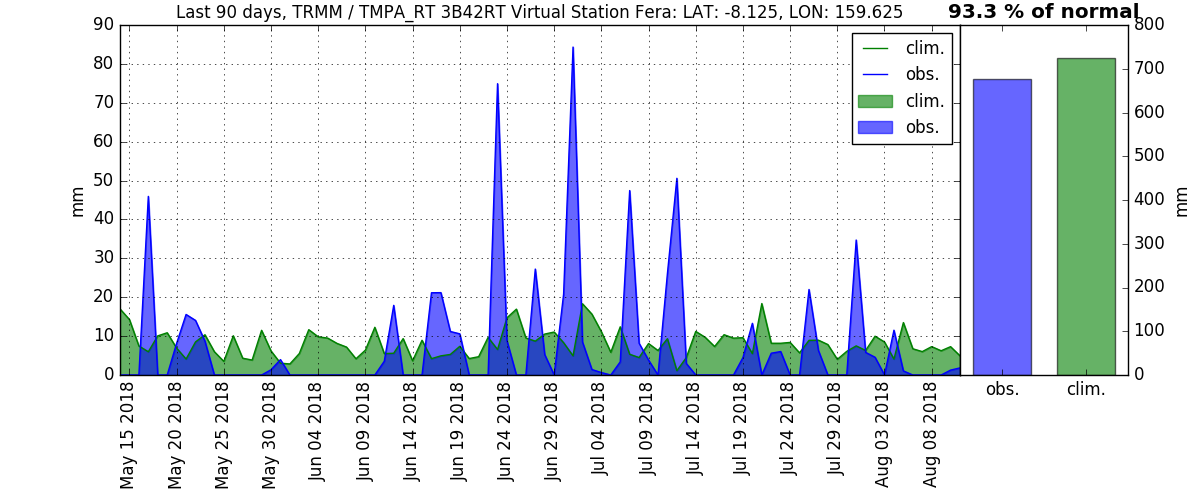 Last 90 days, TRMM / TMPA_RT 3B42RT Virtual Station Fera: LAT: -8.125, LON: 159.625
93.3 % of normal
90
80
70
60
50
40
30
20
10
0
mm
clim.
obs.
clim.
obs.
May 15 2018
May 20 2018
May 25 2018
May 30 2018
Jun 04 2018
Jun 09 2018
Jun 14 2018
Jun 19 2018
Jun 24 2018
Jun 29 2018
Jul 04 2018
Jul 09 2018
Jul 14 2018
Jul 19 2018
Jul 24 2018
Jul 29 2018
Aug 03 2018
Aug 08 2018
800
700
600
500
400
300
200
100
0
mm
obs.
clim.